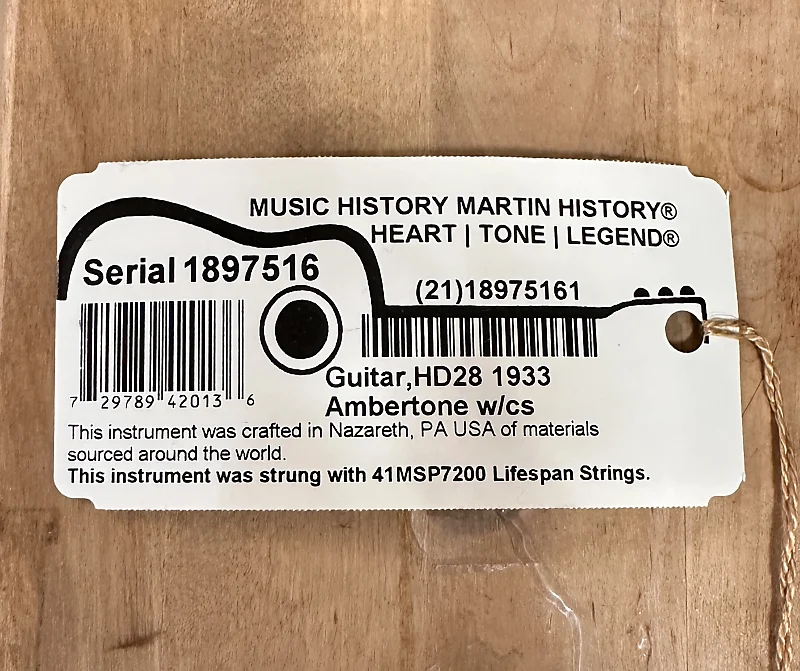 MUSIC HISTORY MARTIN HISTORY®
HEART | TONE | LEGEND®
Serial 1897516
(21)18975161
7 29789 42013 6
Guitar,HD28 1933
Ambertone w/cs
This instrument was crafted in Nazareth, PA USA of materials
sourced around the world.
This instrument was strung with 41MSP7200 Lifespan Strings.